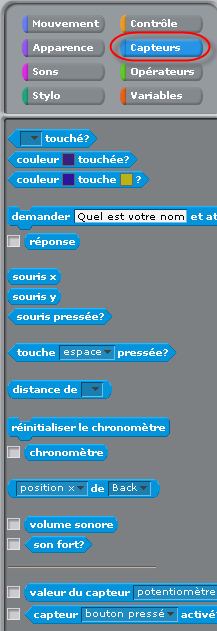 Mouvement Contrôle
Apparence Capteurs
Sons Opérateurs
Stylo Variables
touché?
couleur touchée?
couleur touche ?
demander Quel est votre nom et at
réponse
souris x
souris y
souris pressée?
touche espace pressée?
distance de
réinitialiser le chronomètre
chronomètre
position x de Back
volume sonore
son fort?
valeur du capteur potentiomètre
capteur bouton pressé activé